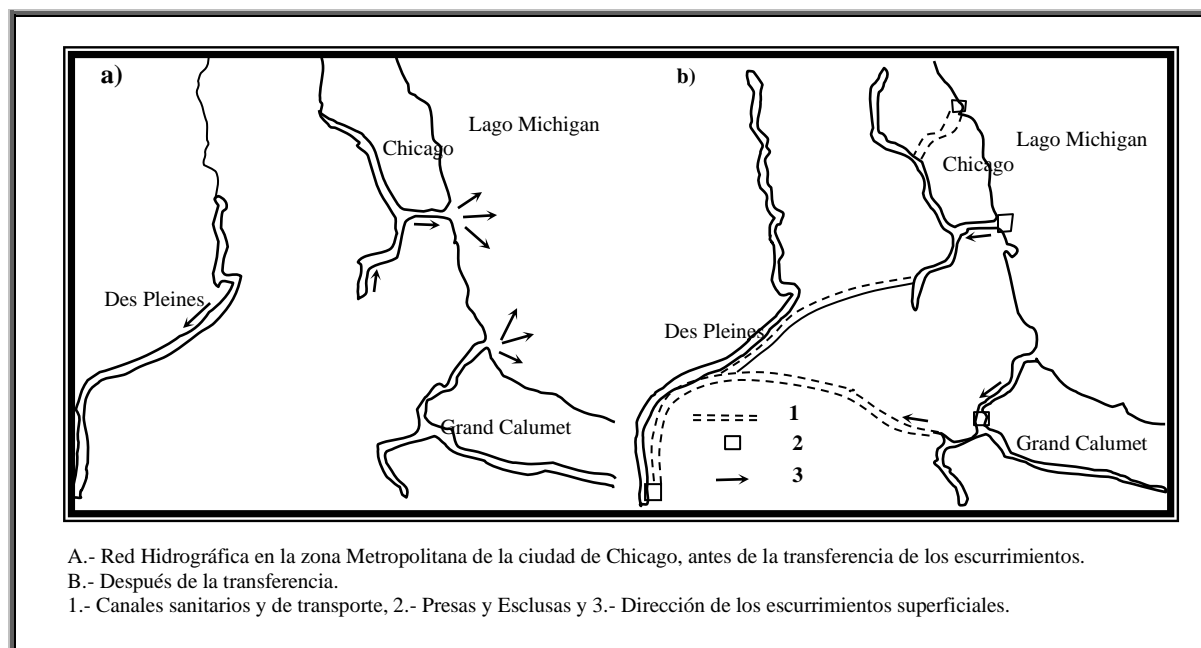 a)
Lago Michigan
Chicago
Des Pleines
Grand Calumet
b)
Lago Michigan
Chicago
Des Pleines
1
2
3
Grand Calumet
A.- Red Hidrográfica en la zona Metropolitana de la ciudad de Chicago, antes de la transferencia de los escurrimientos.
B.- Después de la transferencia.
1.- Canales sanitarios y de transporte, 2.- Presas y Esclusas y 3.- Dirección de los escurrimientos superficiales.